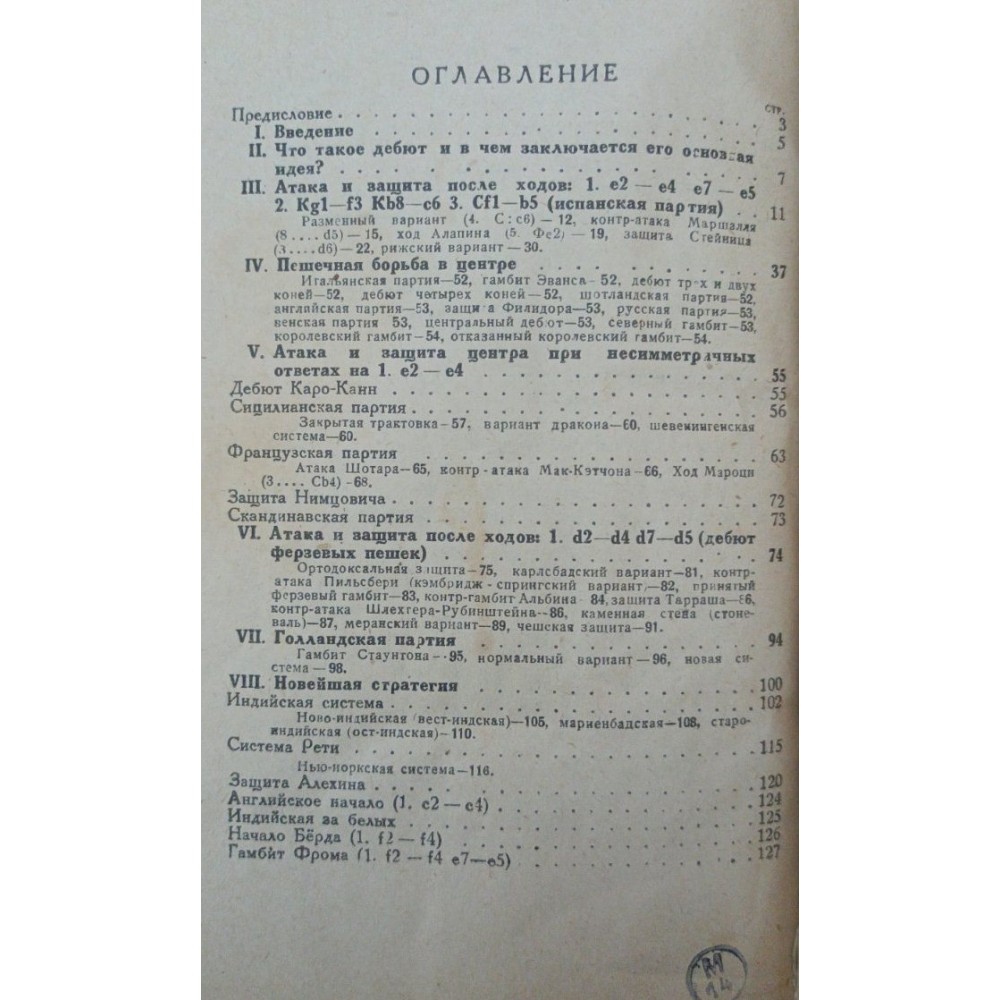 ОГЛАВЛЕНИЕ
СТР.
Предисловие . . . . . . . . . . . . . . . . 3
I. Введение . . . . . . . . . . . . . . . . 5
II. Что такое дебют и в чем заключается его основная
идея? . . . . . . . . . . . . . . . . 7
III. Атака и защита после ходов: 1. e2—e4 e7—e5
2. Kg1—f3 Kb8—c6 3. Cf1—b5 (испанская партия) . . 11
Разменный вариант (4. C:c6)—12, контр-атака Маршалля
(8....d5)—15, ход Алапина (5. Фe2)—19, защита Стейница
(3....d6)—22, рижский вариант—30.
IV. Пешечная борьба в центре . . . . . . . . . . 37
Итальянская партия—52, гамбит Эванса-52, дебют трех и двух
коней—52, дебют четырех коней—52, шотландская партия—52,
английская партия—53, защита Филидора—53, русская партия—53,
венская партия 53, центральный дебют—53, северный гамбит—53,
королевский гамбит—54, отказанный королевский гамбит—54.
V. Атака и защита центра при несимметричных
ответах на 1. e2—e4 . . . . . . . . . . . . 55
Дебют Каро-Канн . . . . . . . . . . . . . . 55
Сицилианская партия . . . . . . . . . . . . . 56
Закрытая трактовка—57, вариант дракона—60, шевенингенская
система—60.
Французская партия . . . . . . . . . . . . . 63
Атака Шотара—65, контр-атака Мак-Кэтчона—66, Ход Мароци
(3.... Cb4)-68.
Защита Нимцовича . . . . . . . . . . . . . . 72
Скандинавская партия . . . . . . . . . . . . . 73
VI. Атака и защита после ходов: 1. d2—d4 d7—d5 (дебют
ферзевых пешек) . . . . . . . . . . . . . 74
Ортодоксальная защита—75, карлсбадский вариант—81, контр-
атака Пильсбери (кэмбридж-спрингский вариант)—82, принятый
ферзевый гамбит—83, контр-гамбит Альбина—84, защита Тарраша—86,
контр-атака Шлехтера-Рубинштейна—86, каменная стена (стоне-
валь)—87, меранский вариант—89, чешская защита—91.
VII. Голландская партия . . . . . . . . . . . . 94
Гамбит Стаунтона—95, нормальный вариант—96, новая си-
стема—98.
VIII. Новейшая стратегия . . . . . . . . . . . . 100
Индийская система . . . . . . . . . . . . . . 102
Ново-индийская (вест-индская)—105, мариенбадская—108, старо-
индийская (ост-индская)—110.
Система Рети . . . . . . . . . . . . . . . . 115
Нью-йоркская система—116.
Защита Алехина . . . . . . . . . . . . . . . 120
Английское начало (1. c2—c4) . . . . . . . . . . 124
Индийская за белых . . . . . . . . . . . . . . 125
Начало Бёрда (1. f2—f4) . . . . . . . . . . . . 126
Гамбит Фрома (1. f2—f4 e7—e5) . . . . . . . . . 127
М
14